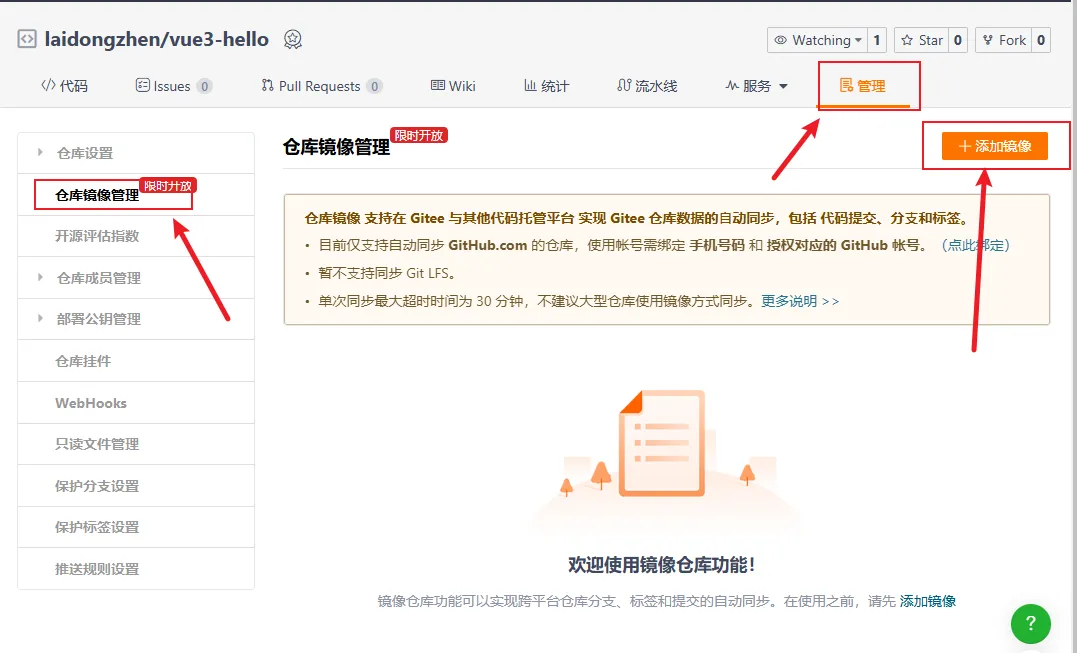 laidongzhen/vue3-hello
Watching 1 Star 0 Fork 0
代码 Issues 0 Pull Requests 0 Wiki 统计 流水线 服务 管理
仓库设置
仓库镜像管理 限时开放
开源评估指数
仓库成员管理
部署公钥管理
仓库挂件
WebHooks
只读文件管理
保护分支设置
保护标签设置
推送规则设置
仓库镜像管理 限时开放
+ 添加镜像
仓库镜像 支持在 Gitee 与其他代码托管平台 实现 Gitee 仓库数据的自动同步，包括 代码提交、分支和标签。
• 目前仅支持自动同步 GitHub.com 的仓库，使用帐号需绑定 手机号码 和 授权对应的 GitHub 帐号。（点此绑定）
• 暂不支持同步 Git LFS。
• 单次同步最大超时时间为 30 分钟，不建议大型仓库使用镜像方式同步。更多说明 >>
欢迎使用镜像仓库功能！
镜像仓库功能可以实现跨平台仓库分支、标签和提交的自动同步。在使用之前，请先 添加镜像
?